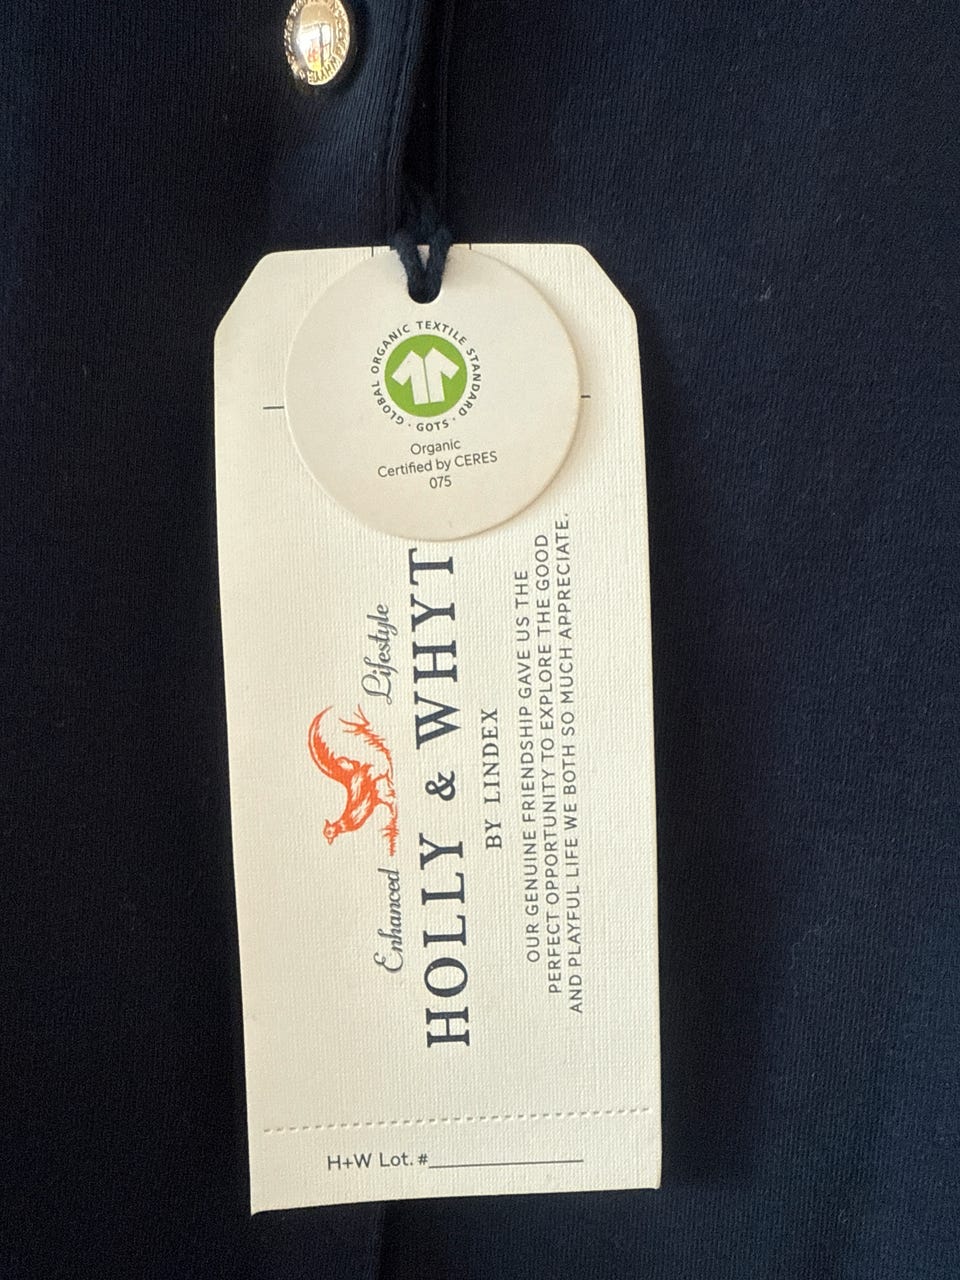 GLOBAL ORGANIC TEXTILE STANDARD
· GOTS ·
Organic
Certified by CERES
075
Enhanced Lifestyle
HOLLY & WHYT
BY LINDEX
OUR GENUINE FRIENDSHIP GAVE US THE
PERFECT OPPORTUNITY TO EXPLORE THE GOOD
AND PLAYFUL LIFE WE BOTH SO MUCH APPRECIATE.
H+W Lot. #